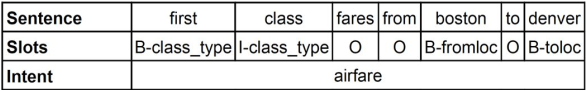 Sentence first class fares from boston to denver
Slots B-class_type I-class_type O O B-fromloc O B-toloc
Intent airfare